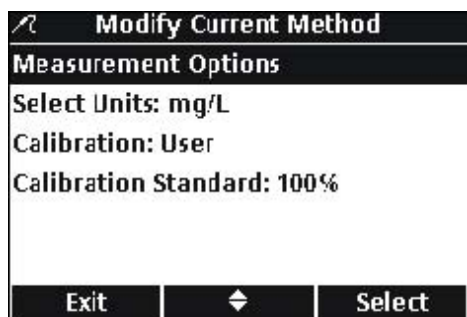 Modify Current Method
Measurement Options
Select Units: mg/L
Calibration: User
Calibration Standard: 100%
Exit Select